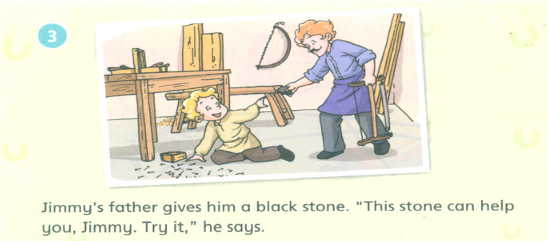 3
Jimmy's father gives him a black stone. "This stone can help
you, Jimmy. Try it," he says.